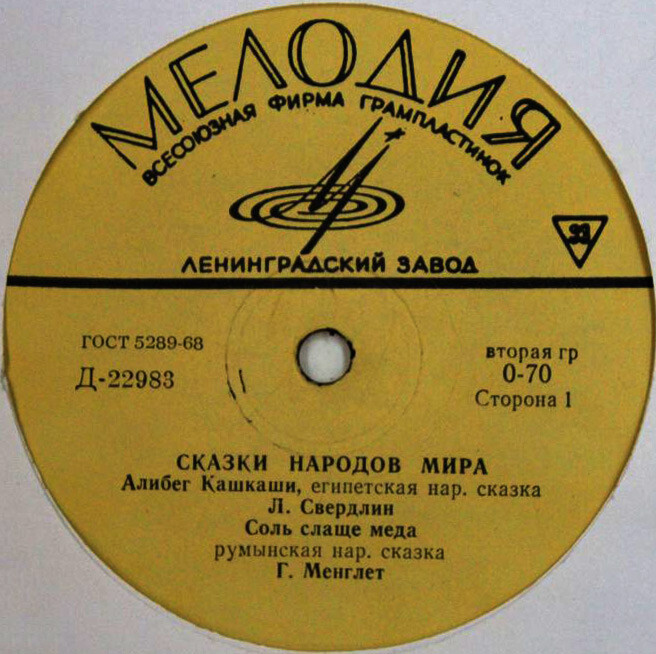 МЕЛОДИЯ
ВСЕСОЮЗНАЯ ФИРМА ГРАМПЛАСТИНОК
ЛЕНИНГРАДСКИЙ ЗАВОД
33
ГОСТ 5289-68
Д-22983
вторая гр
0-70
Сторона 1
СКАЗКИ НАРОДОВ МИРА
Алибег Кашкаши, египетская нар. сказка
Л. Свердлин
Соль слаще меда
румынская нар. сказка
Г. Менглет